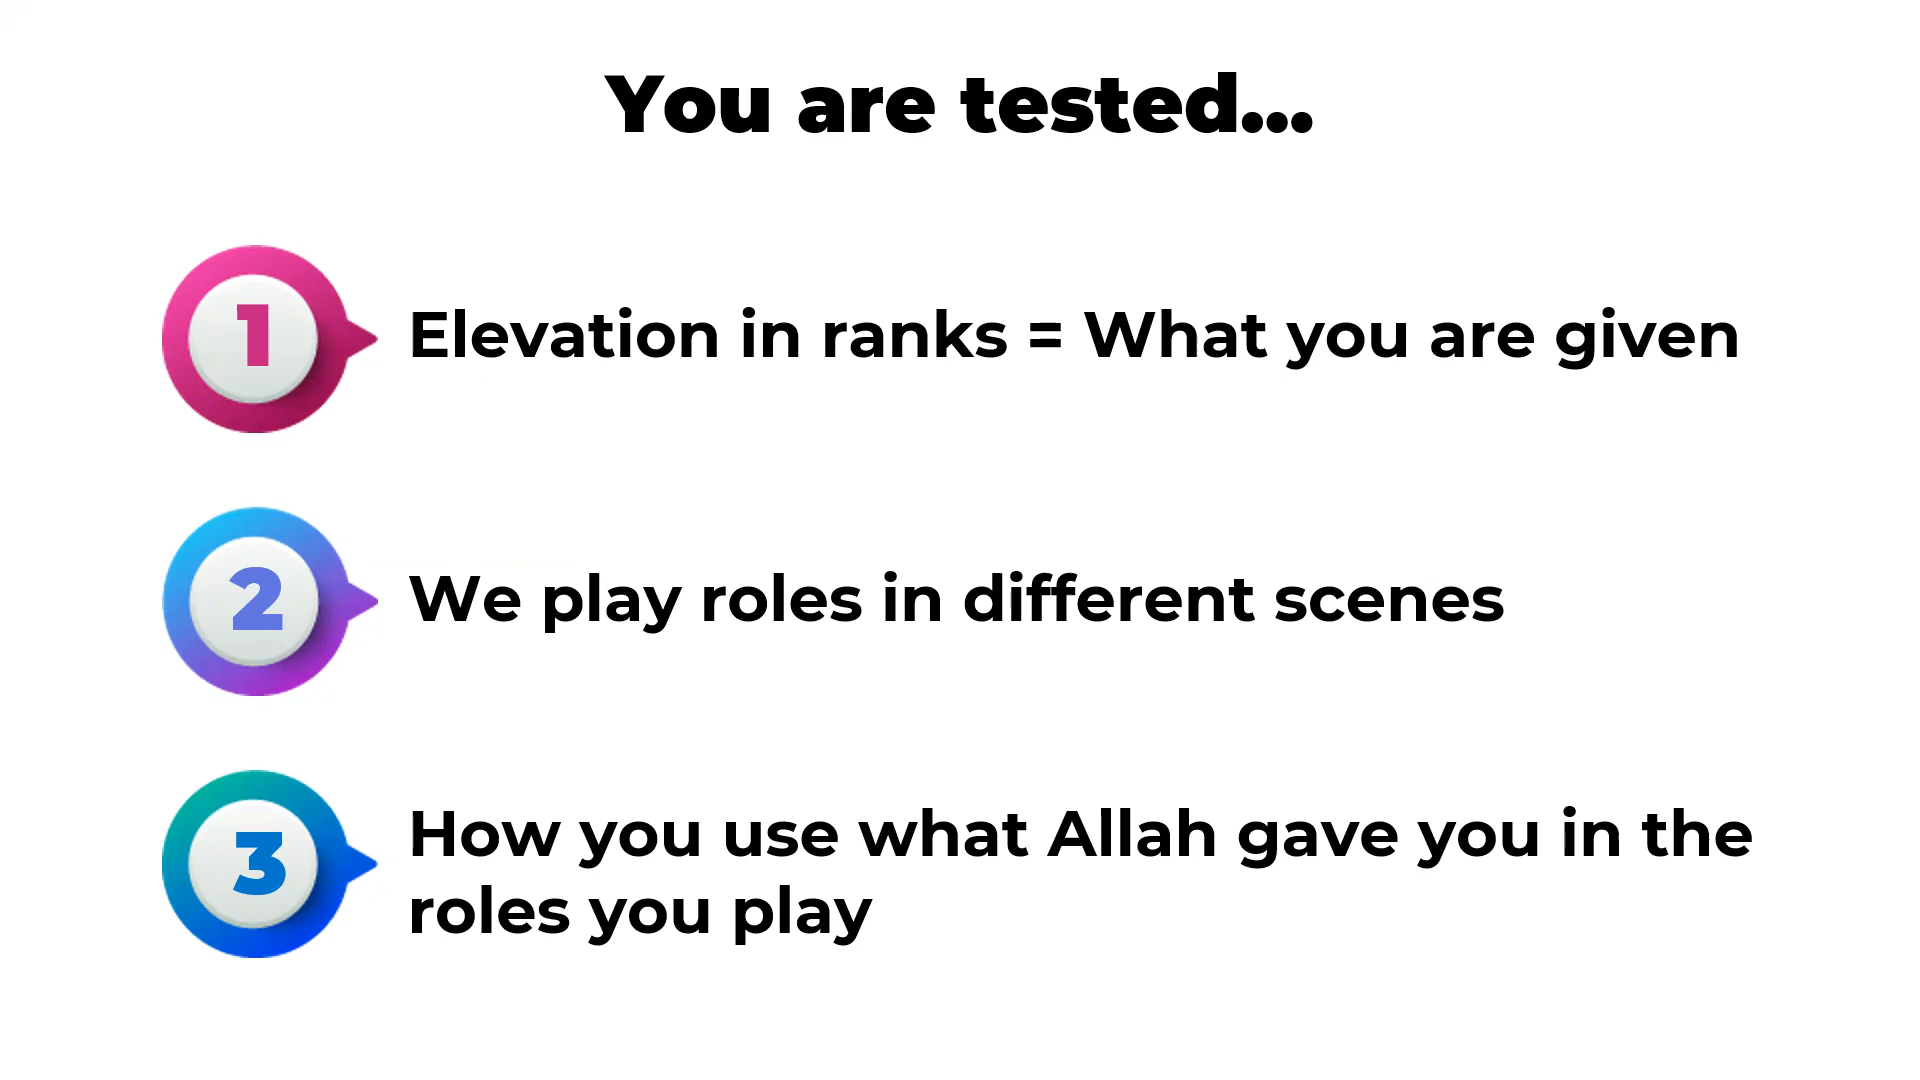 You are tested...
1
Elevation in ranks = What you are given
2
We play roles in different scenes
3
How you use what Allah gave you in the
roles you play